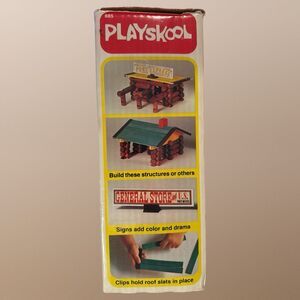 885
PLAYSKOOL
Build these structures or others
GENERAL STORE
U.S.
Signs add color and drama
Clips hold roof slats in place